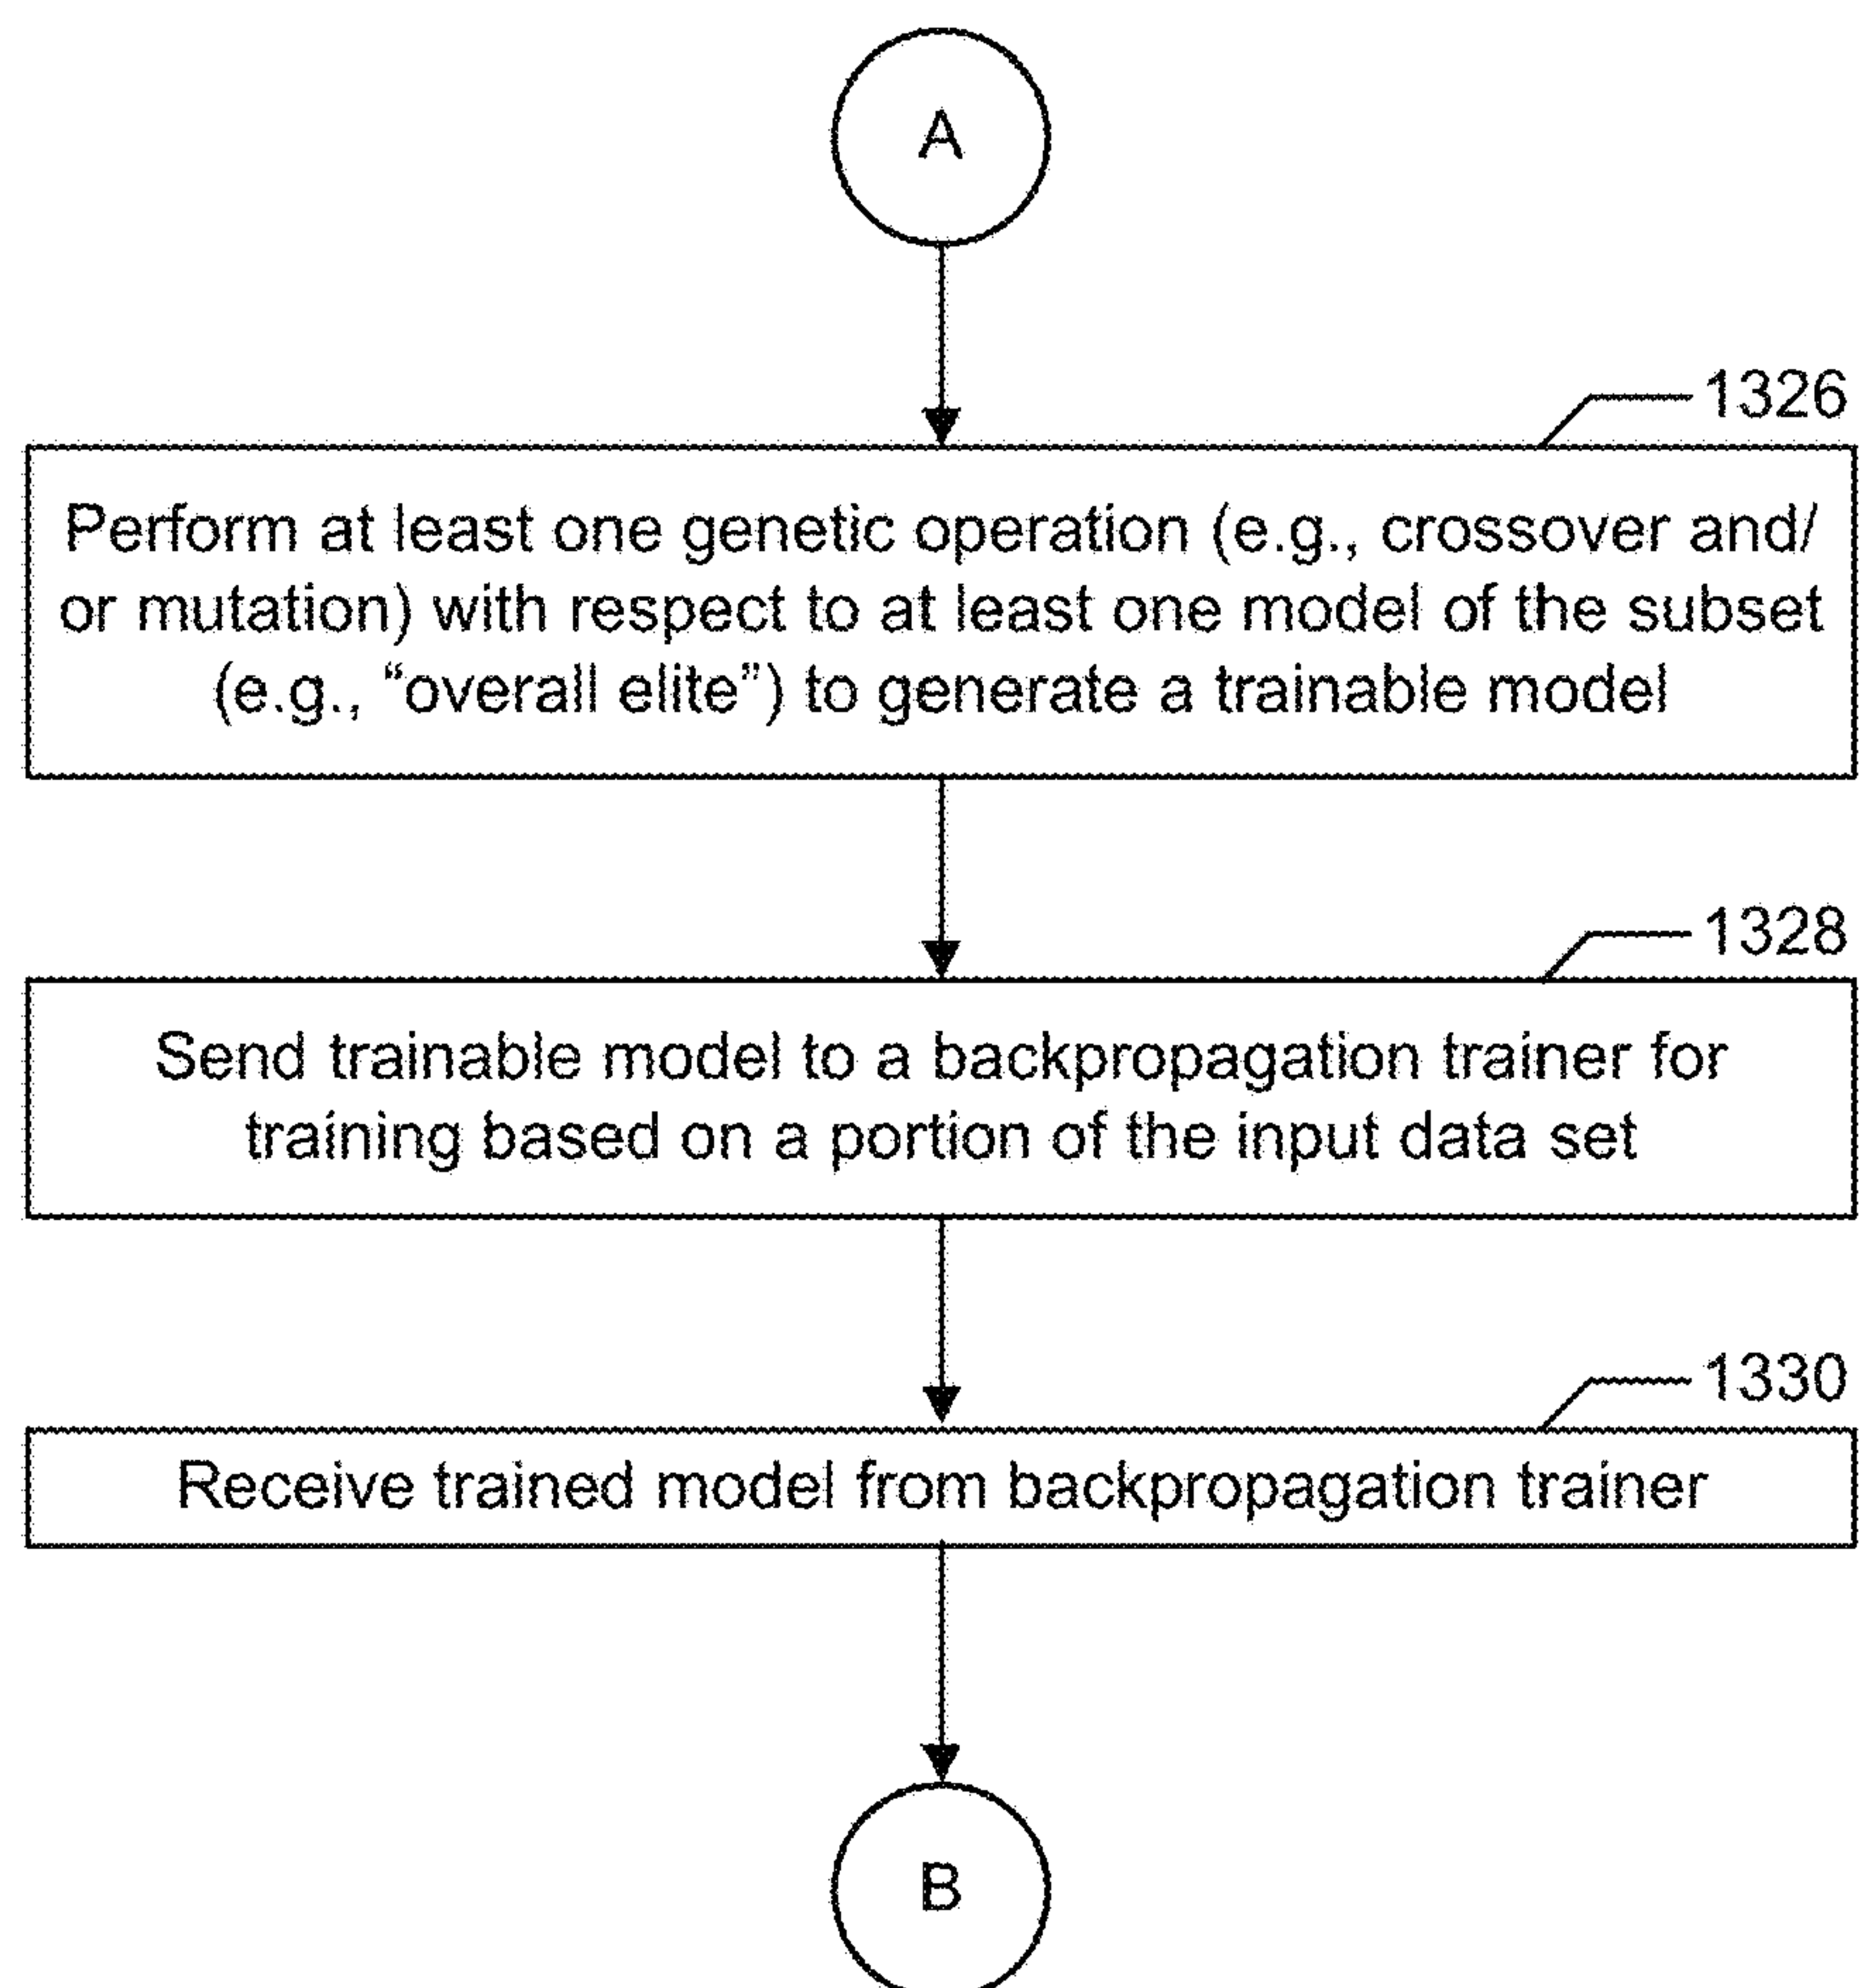 A
1326
Perform at least one genetic operation (e.g., crossover and/
or mutation) with respect to at least one model of the subset
(e.g., “overall elite”) to generate a trainable model
1328
Send trainable model to a backpropagation trainer for
training based on a portion of the input data set
1330
Receive trained model from backpropagation trainer
B